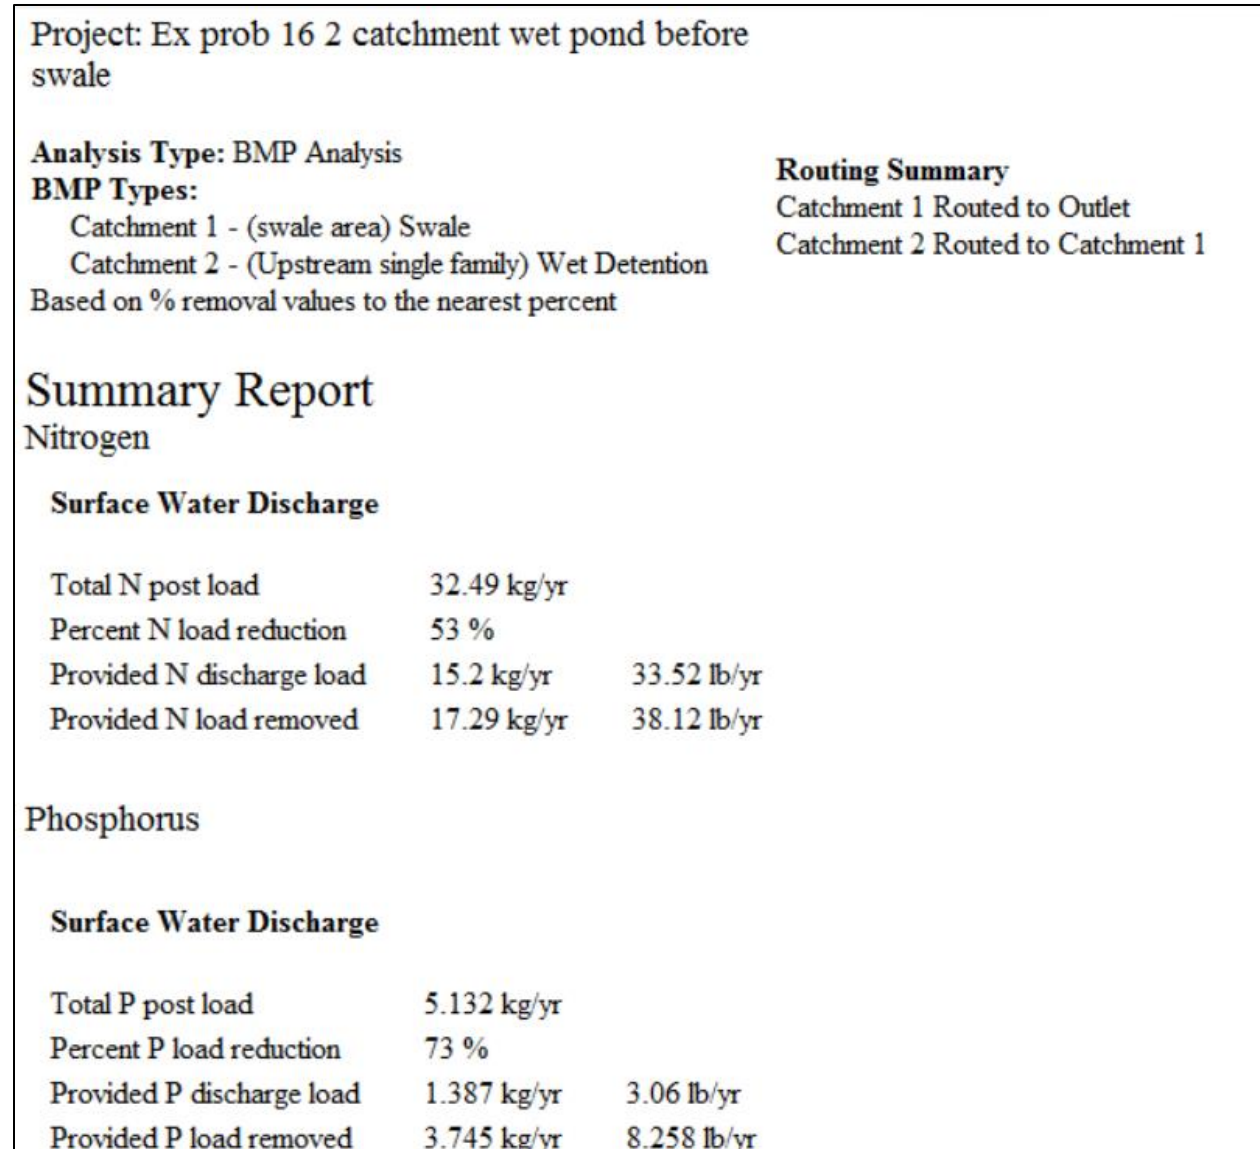 Project: Ex prob 16 2 catchment wet pond before
swale
Analysis Type: BMP Analysis
BMP Types:
Catchment 1 - (swale area) Swale
Catchment 2 - (Upstream single family) Wet Detention
Based on % removal values to the nearest percent
Routing Summary
Catchment 1 Routed to Outlet
Catchment 2 Routed to Catchment 1
Summary Report
Nitrogen
Surface Water Discharge
Total N post load 32.49 kg/yr
Percent N load reduction 53 %
Provided N discharge load 15.2 kg/yr 33.52 lb/yr
Provided N load removed 17.29 kg/yr 38.12 lb/yr
Phosphorus
Surface Water Discharge
Total P post load 5.132 kg/yr
Percent P load reduction 73 %
Provided P discharge load 1.387 kg/yr 3.06 lb/yr
Provided P load removed 3.745 kg/yr 8.258 lb/yr